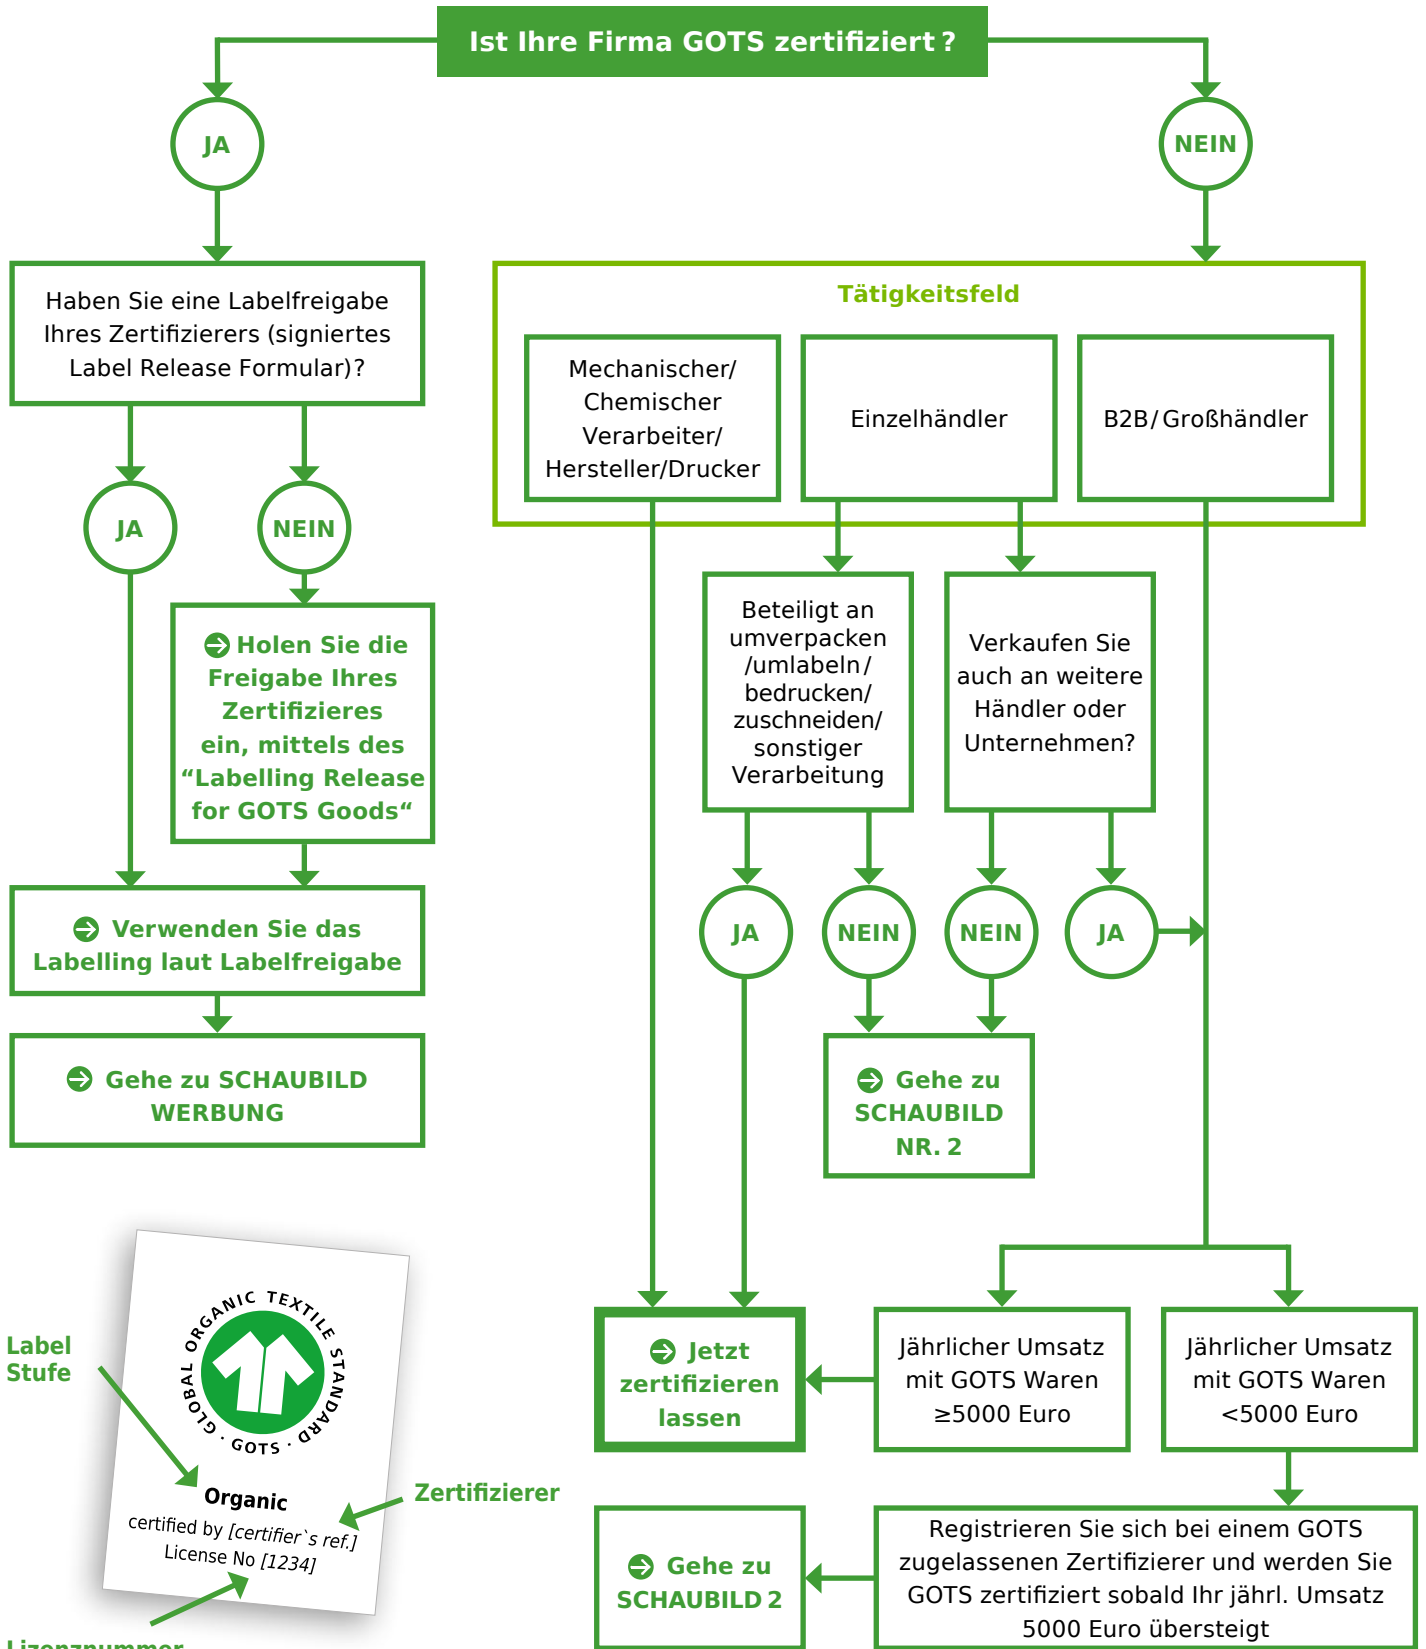 Ist Ihre Firma GOTS zertifiziert ?
JA
NEIN
Haben Sie eine Labelfreigabe
Ihres Zertifizierers (signiertes
Label Release Formular)?
JA
NEIN
Holen Sie die
Freigabe Ihres
Zertifizieres
ein, mittels des
“Labelling Release
for GOTS Goods“
Verwenden Sie das
Labelling laut Labelfreigabe
Gehe zu SCHAUBILD
WERBUNG
Tätigkeitsfeld
Mechanischer/
Chemischer
Verarbeiter/
Hersteller/Drucker
Einzelhändler
B2B/Großhändler
Beteiligt an
umverpacken
/umlabeln/
bedrucken/
zuschneiden/
sonstiger
Verarbeitung
Verkaufen Sie
auch an weitere
Händler oder
Unternehmen?
JA
NEIN
NEIN
JA
Gehe zu
SCHAUBILD
NR. 2
Jetzt
zertifizieren
lassen
Jährlicher Umsatz
mit GOTS Waren
≥5000 Euro
Jährlicher Umsatz
mit GOTS Waren
<5000 Euro
Gehe zu
SCHAUBILD 2
Registrieren Sie sich bei einem GOTS
zugelassenen Zertifizierer und werden Sie
GOTS zertifiziert sobald Ihr jährl. Umsatz
5000 Euro übersteigt
Label
Stufe
GLOBAL ORGANIC TEXTILE STANDARD · GOTS ·
Organic
certified by [certifier`s ref.]
License No [1234]
Zertifizierer
Lizenznummer